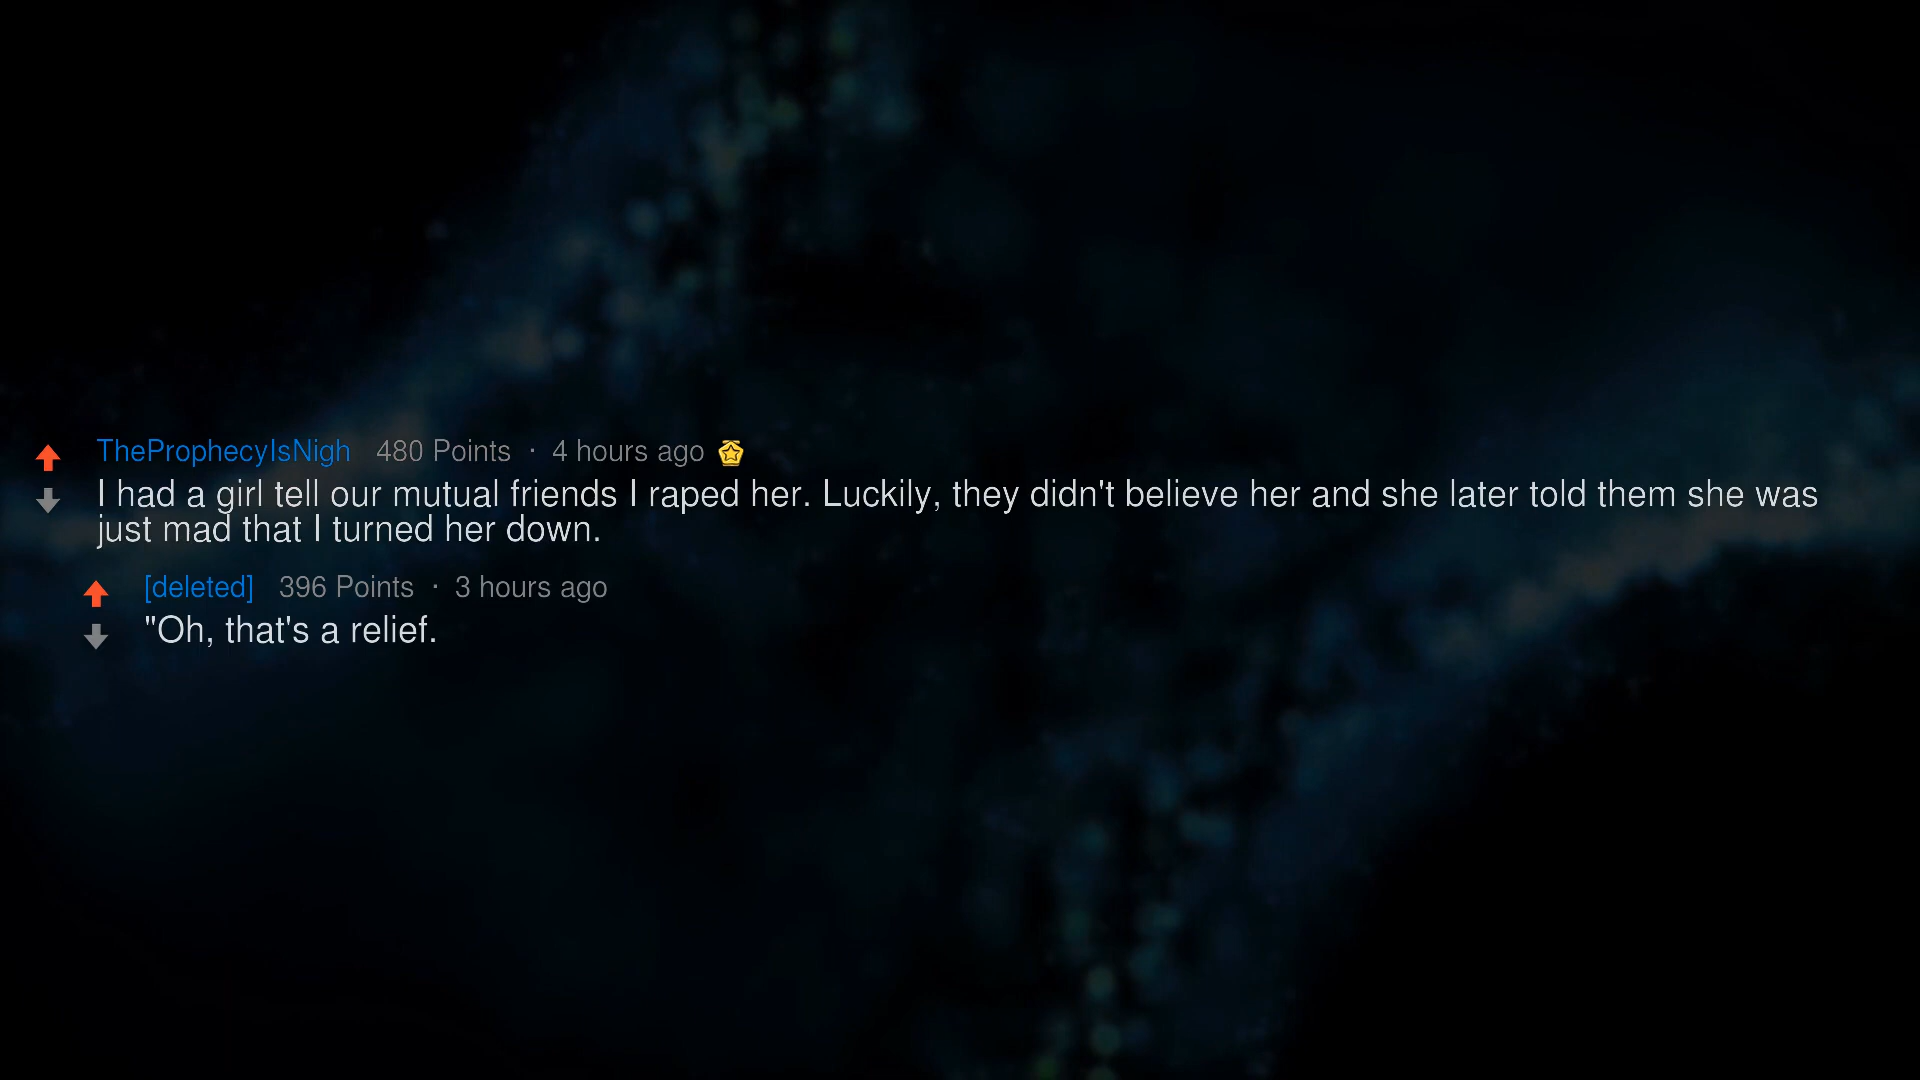 TheProphecyIsNigh 480 Points · 4 hours ago
I had a girl tell our mutual friends I raped her. Luckily, they didn't believe her and she later told them she was
just mad that I turned her down.
[deleted] 396 Points · 3 hours ago
"Oh, that's a relief.